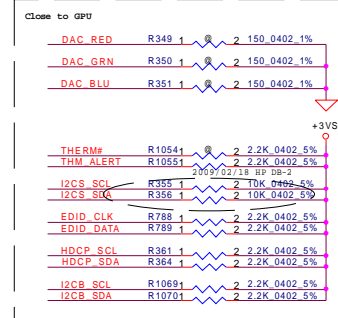 Close to GPU
DAC_RED R349 1 @ 2 150_0402_1%
DAC_GRN R350 1 @ 2 150_0402_1%
DAC_BLU R351 1 @ 2 150_0402_1%
+3VS
THERM# R1054 1 @ 2 2.2K_0402_5%
THM_ALERT R1055 1 2 2.2K_0402_5%
2009/02/18 HP DB-2
I2CS_SCL R355 1 2 10K_0402_5%
I2CS_SDA R356 1 2 10K_0402_5%
EDID_CLK R788 1 2 2.2K_0402_5%
EDID_DATA R789 1 2 2.2K_0402_5%
HDCP_SCL R361 1 2 2.2K_0402_5%
HDCP_SDA R364 1 2 2.2K_0402_5%
I2CB_SCL R1069 1 2 2.2K_0402_5%
I2CB_SDA R1070 1 2 2.2K_0402_5%